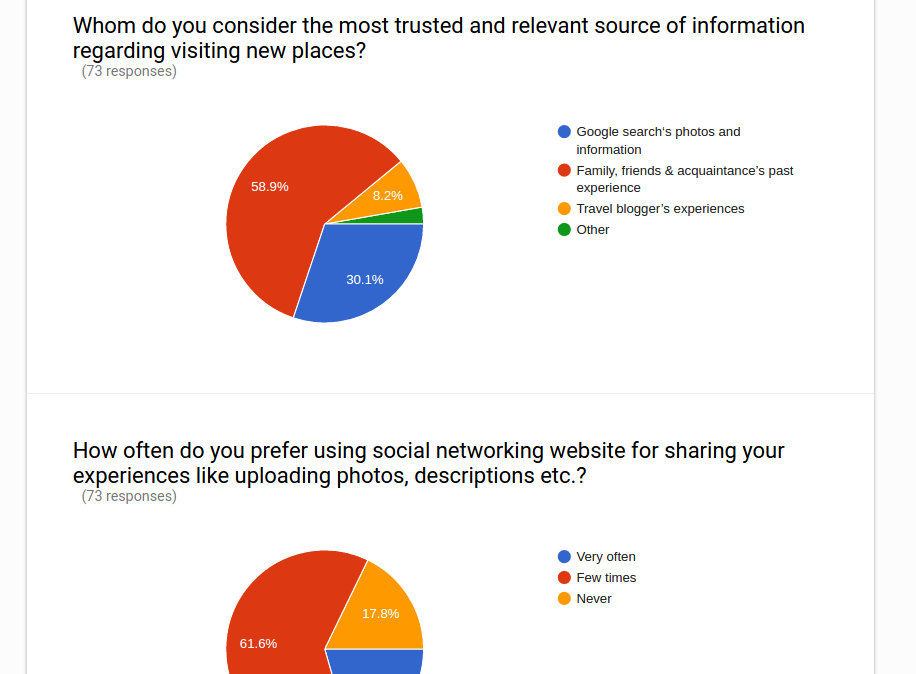 Whom do you consider the most trusted and relevant source of information
regarding visiting new places?
(73 responses)
Google search's photos and
information
Family, friends & acquaintance's past
experience
Travel blogger's experiences
Other
58.9%
8.2%
30.1%
How often do you prefer using social networking website for sharing your
experiences like uploading photos, descriptions etc.?
(73 responses)
Very often
Few times
Never
17.8%
61.6%